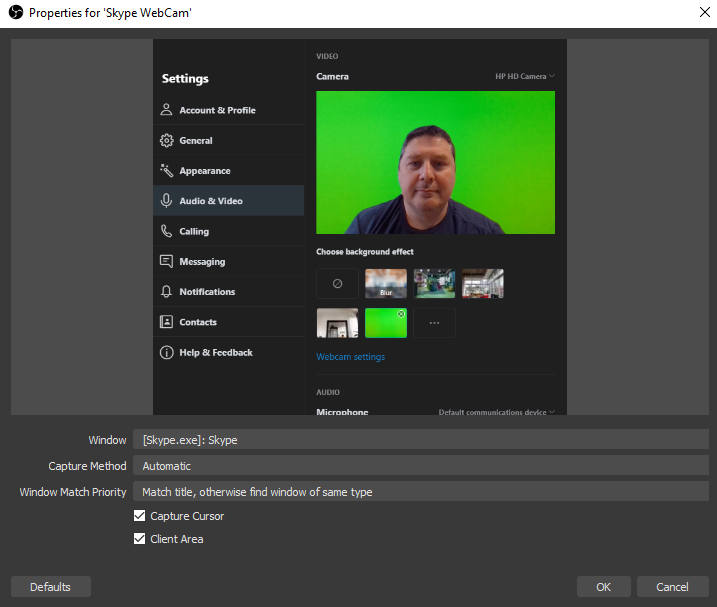 Properties for 'Skype WebCam'
Settings
Account & Profile
General
Appearance
Audio & Video
Calling
Messaging
Notifications
Contacts
Help & Feedback
VIDEO
Camera HP HD Camera
Choose background effect
Blur
Webcam settings
AUDIO
Microphone Default communications device
Window [Skype.exe]: Skype
Capture Method Automatic
Window Match Priority Match title, otherwise find window of same type
Capture Cursor
Client Area
Defaults OK Cancel